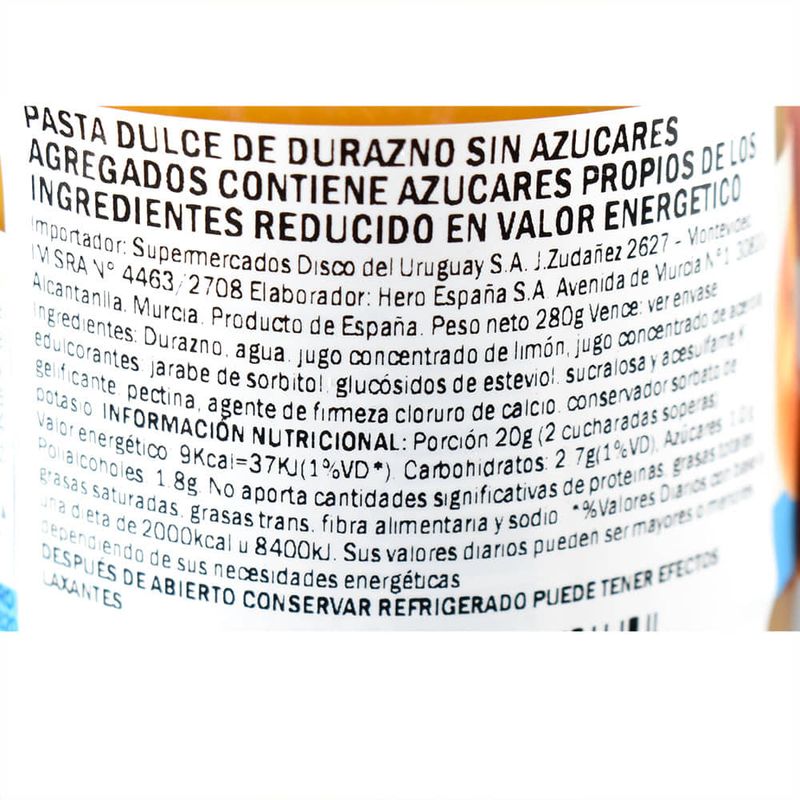 PASTA DULCE DE DURAZNO SIN AZUCARES
AGREGADOS CONTIENE AZUCARES PROPIOS DE LOS
INGREDIENTES REDUCIDO EN VALOR ENERGETICO
Importador: Supermercados Disco del Uruguay S.A. J.Zudañez 2627 - Montevideo
IM SRA N° 4463/2708 Elaborador: Hero España S.A. Avenida de Murcia N°1 30820
Alcantarilla, Murcia. Producto de España. Peso neto 280g Vence: ver envase
Ingredientes: Durazno, agua, jugo concentrado de limón, jugo concentrado de acerola,
edulcorantes: jarabe de sorbitol, glucósidos de esteviol, sucralosa y acesulfame K
gelificante pectina, agente de firmeza cloruro de calcio, conservador sorbato de
potasio INFORMACIÓN NUTRICIONAL: Porción 20g (2 cucharadas soperas)
Valor energético 9Kcal=37KJ(1%VD*) Carbohidratos: 2.7g(1%VD), Azúcares 1.0g
Polialcoholes 1.8g. No aporta cantidades significativas de proteínas, grasas totales
grasas saturadas, grasas trans, fibra alimentaria y sodio *%Valores Diarios con base a
una dieta de 2000kcal u 8400kJ. Sus valores diarios pueden ser mayores o menores
dependiendo de sus necesidades energéticas
DESPUÉS DE ABIERTO CONSERVAR REFRIGERADO PUEDE TENER EFECTOS
LAXANTES